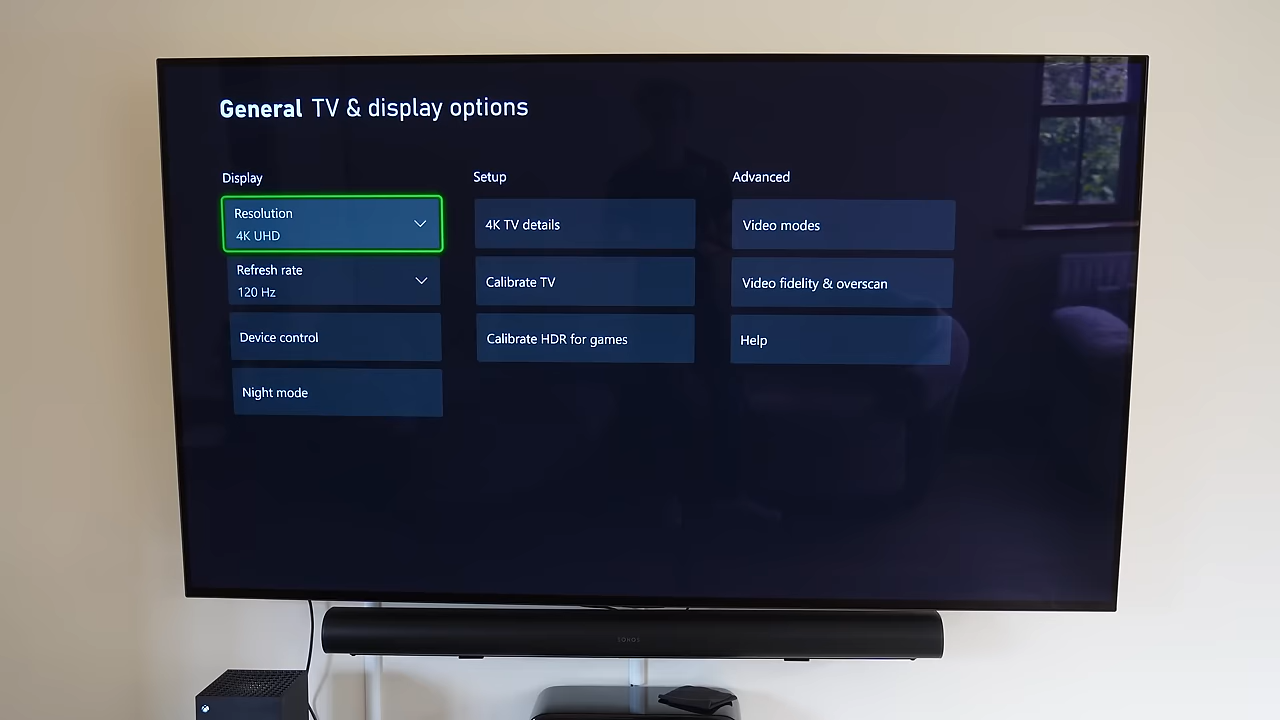 General TV & display options
Display
Resolution
4K UHD
Refresh rate
120 Hz
Device control
Night mode
Setup
4K TV details
Calibrate TV
Calibrate HDR for games
Advanced
Video modes
Video fidelity & overscan
Help
SONOS